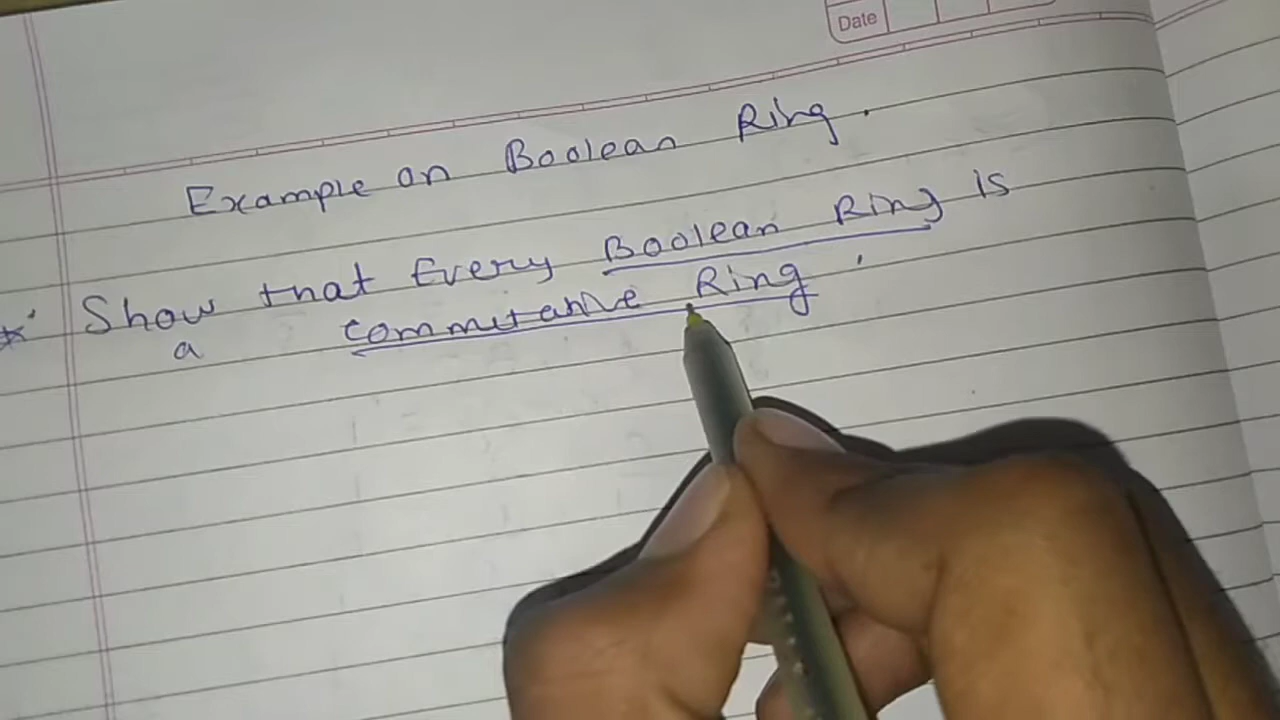 Date
Example on Boolean Ring.
* Show that Every Boolean Ring is
a commutative Ring.